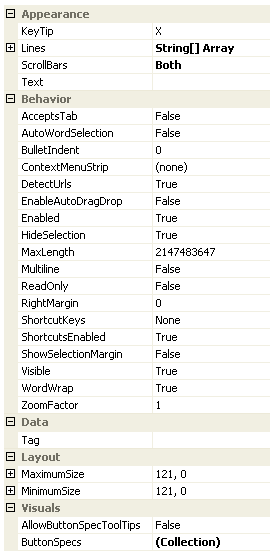 Appearance
KeyTip X
Lines String[] Array
ScrollBars Both
Text
Behavior
AcceptsTab False
AutoWordSelection False
BulletIndent 0
ContextMenuStrip (none)
DetectUrls True
EnableAutoDragDrop False
Enabled True
HideSelection True
MaxLength 2147483647
Multiline False
ReadOnly False
RightMargin 0
ShortcutKeys None
ShortcutsEnabled True
ShowSelectionMargin False
Visible True
WordWrap True
ZoomFactor 1
Data
Tag
Layout
MaximumSize 121, 0
MinimumSize 121, 0
Visuals
AllowButtonSpecToolTips False
ButtonSpecs (Collection)